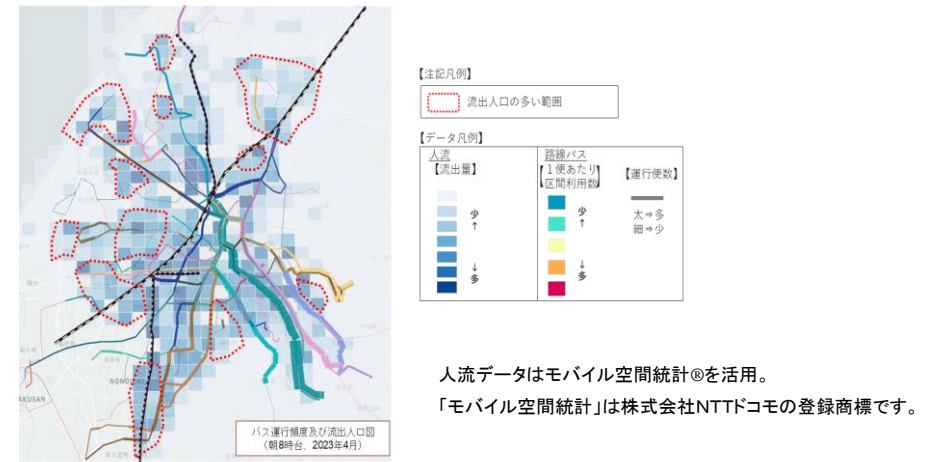 【注記凡例】
流出人口の多い範囲
【データ凡例】
人流
【流出量】
少
↑
↓
多
路線バス
【1便あたり
区間利用数】
少
↑
↓
多
【運行便数】
太⇒多
細⇒少
NONO
AKUSAN
バス運行頻度及び流出人口図
（朝8時台、2023年4月）
人流データはモバイル空間統計®を活用。
「モバイル空間統計」は株式会社NTTドコモの登録商標です。